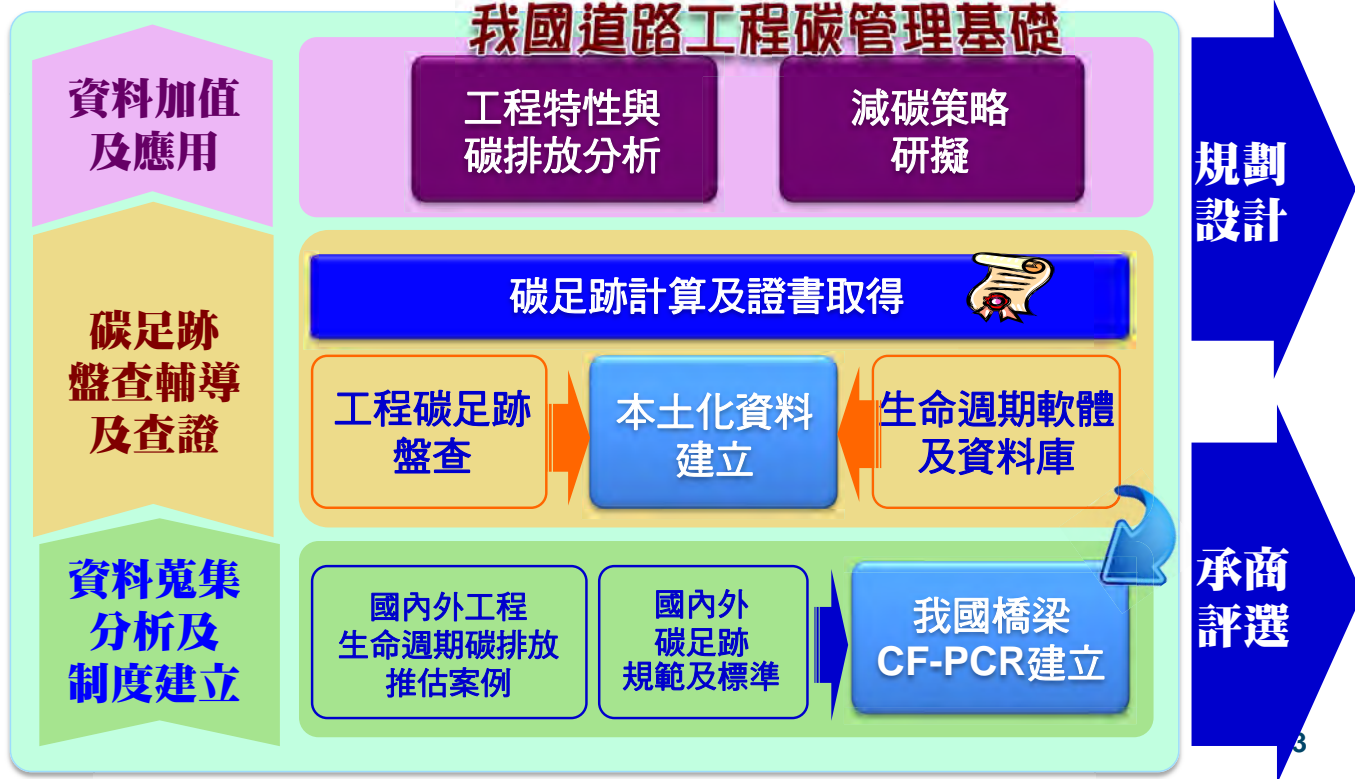 我國道路工程碳管理基礎
資料加值
及應用
工程特性與
碳排放分析
減碳策略
研擬
規劃
設計
碳足跡
盤查輔導
及查證
碳足跡計算及證書取得
工程碳足跡
盤查
本土化資料
建立
生命週期軟體
及資料庫
資料蒐集
分析及
制度建立
國內外工程
生命週期碳排放
推估案例
國內外
碳足跡
規範及標準
我國橋梁
CF-PCR建立
承商
評選
3